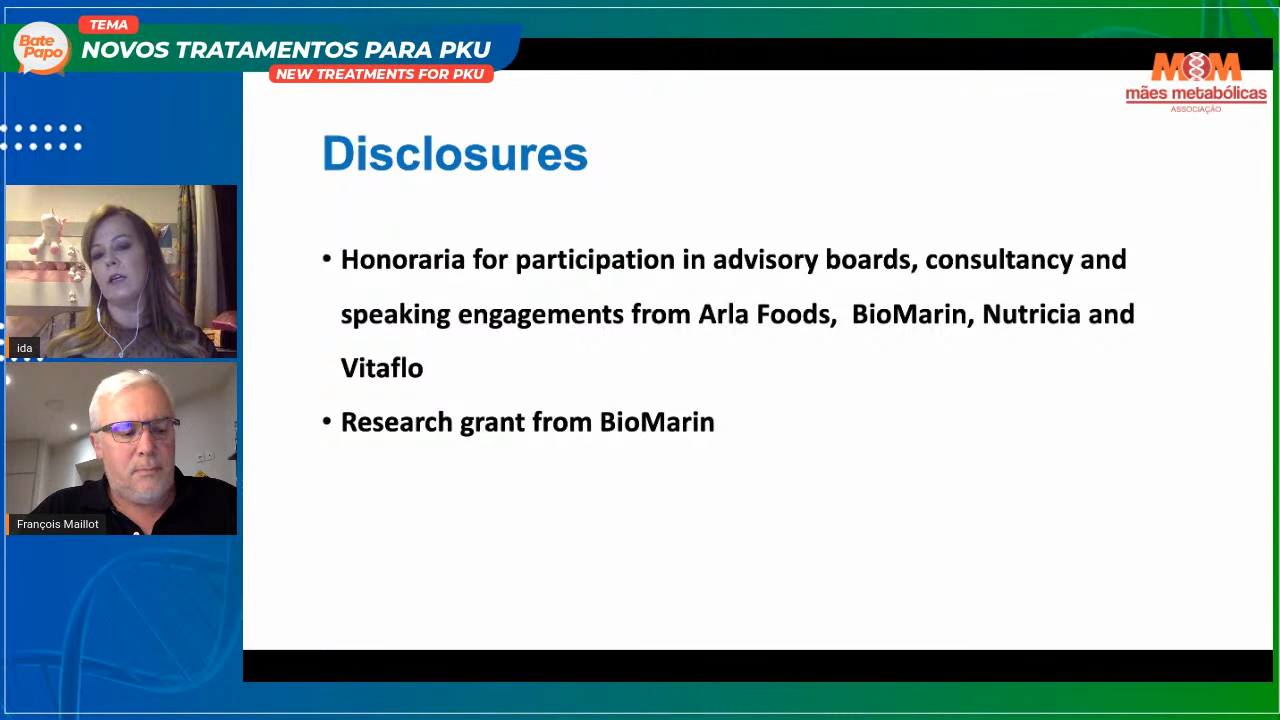 TEMA
Bate
Papo
NOVOS TRATAMENTOS PARA PKU
NEW TREATMENTS FOR PKU
MOM
mães metabólicas
ASSOCIAÇÃO
Disclosures
• Honoraria for participation in advisory boards, consultancy and
speaking engagements from Arla Foods, BioMarin, Nutricia and
Vitaflo
• Research grant from BioMarin
ida
François Maillot